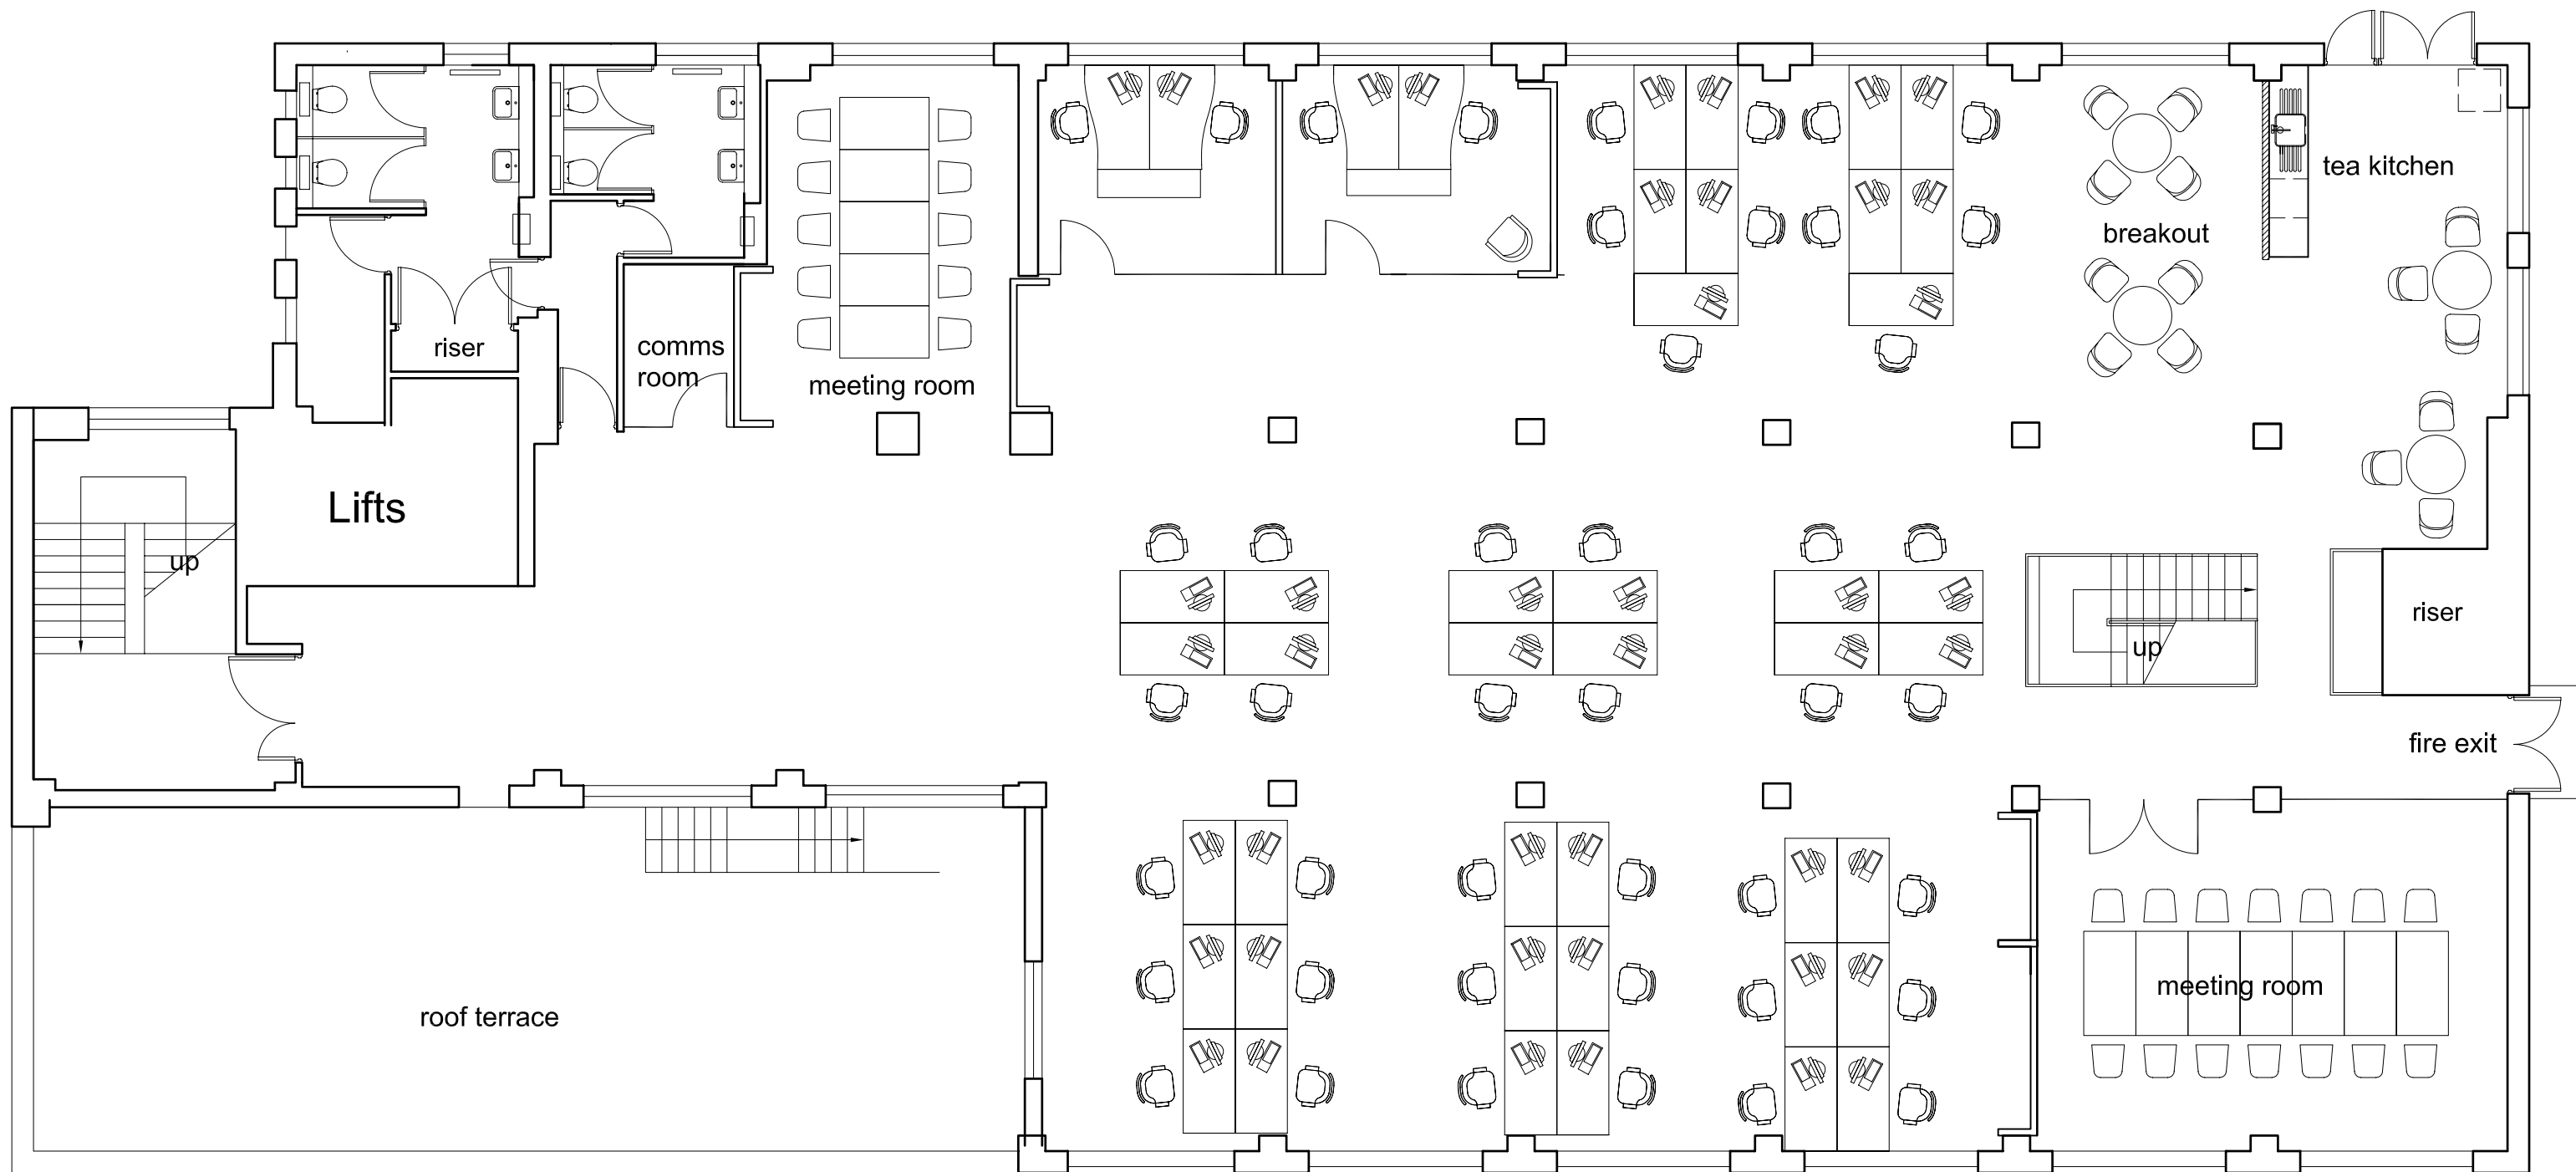 tea kitchen
breakout
riser
comms
room
meeting room
Lifts
up
riser
up
fire exit
meeting room
roof terrace